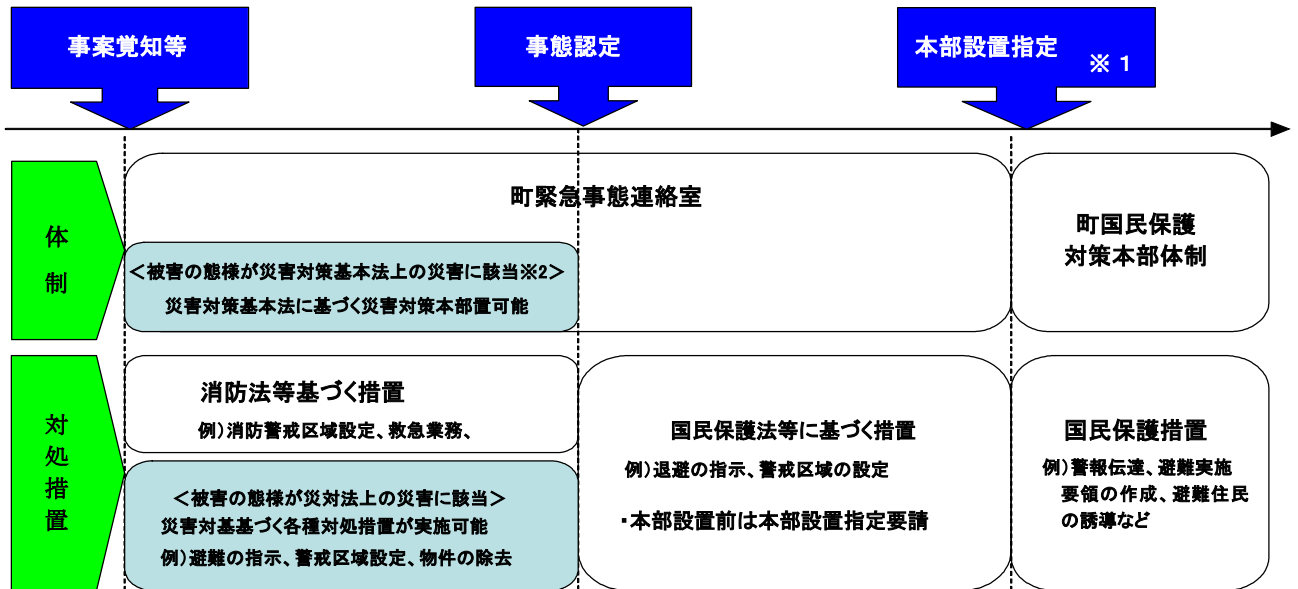 事案覚知等
事態認定
本部設置指定 ※1
体制
町緊急事態連絡室
<被害の態様が災害対策基本法上の災害に該当※2>
災害対策基本法に基づく災害対策本部置可能
町国民保護
対策本部体制
対処措置
消防法等基づく措置
例)消防警戒区域設定、救急業務、
<被害の態様が災対法上の災害に該当>
災害対基基づく各種対処措置が実施可能
例)避難の指示、警戒区域設定、物件の除去
国民保護法等に基づく措置
例)退避の指示、警戒区域の設定
・本部設置前は本部設置指定要請
国民保護措置
例)警報伝達、避難実施
要領の作成、避難住民
の誘導など